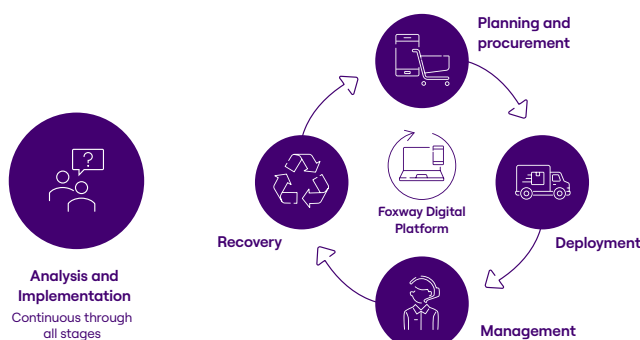 Planning and
procurement
?
Foxway Digital
Platform
Recovery
Deployment
Analysis and
Implementation
Continuous through
all stages
Management